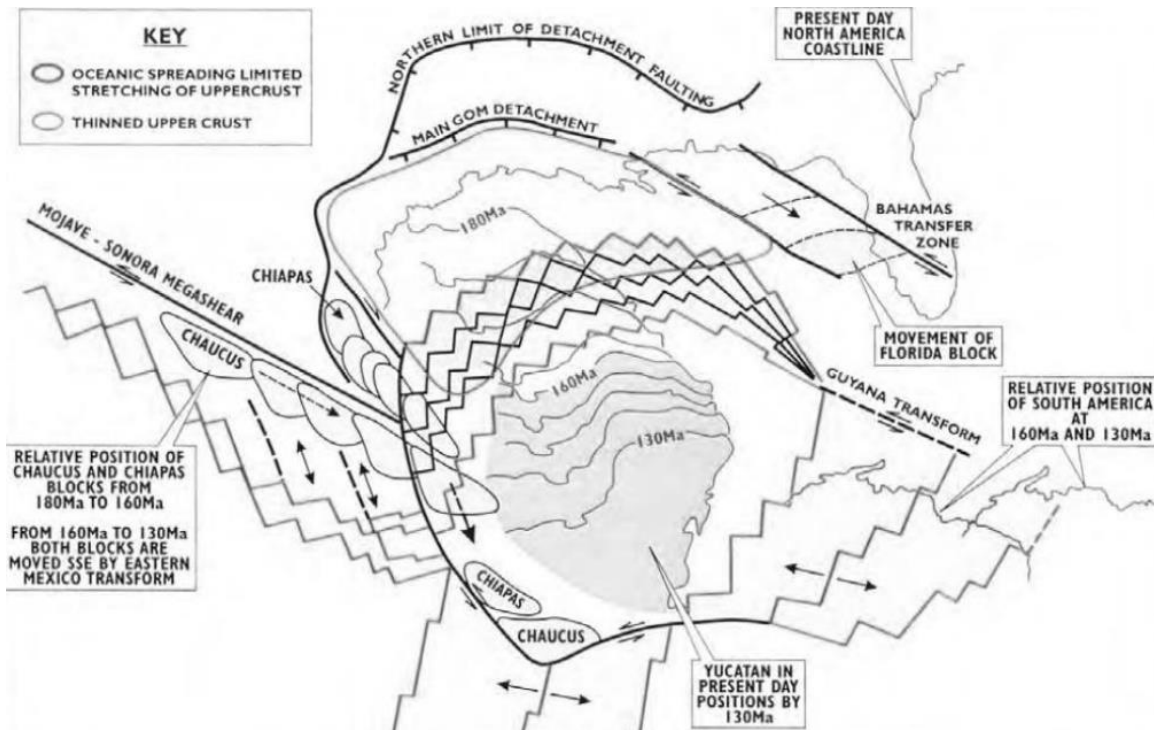 KEY
OCEANIC SPREADING LIMITED
STRETCHING OF UPPERCRUST
THINNED UPPER CRUST
NORTHERN LIMIT OF DETACHMENT FAULTING
MAIN GOM DETACHMENT
PRESENT DAY
NORTH AMERICA
COASTLINE
BAHAMAS
TRANSFER
ZONE
MOVEMENT OF
FLORIDA BLOCK
MOJAVE - SONORA MEGASHEAR
180Ma
CHIAPAS
CHAUCUS
160Ma
130Ma
GUYANA TRANSFORM
RELATIVE POSITION
OF SOUTH AMERICA
AT
160Ma AND 130Ma
RELATIVE POSITION OF
CHAUCUS AND CHIAPAS
BLOCKS FROM
180Ma TO 160Ma
FROM 160Ma TO 130Ma
BOTH BLOCKS ARE
MOVED SSE BY EASTERN
MEXICO TRANSFORM
CHIAPAS
CHAUCUS
YUCATAN IN
PRESENT DAY
POSITIONS BY
130Ma